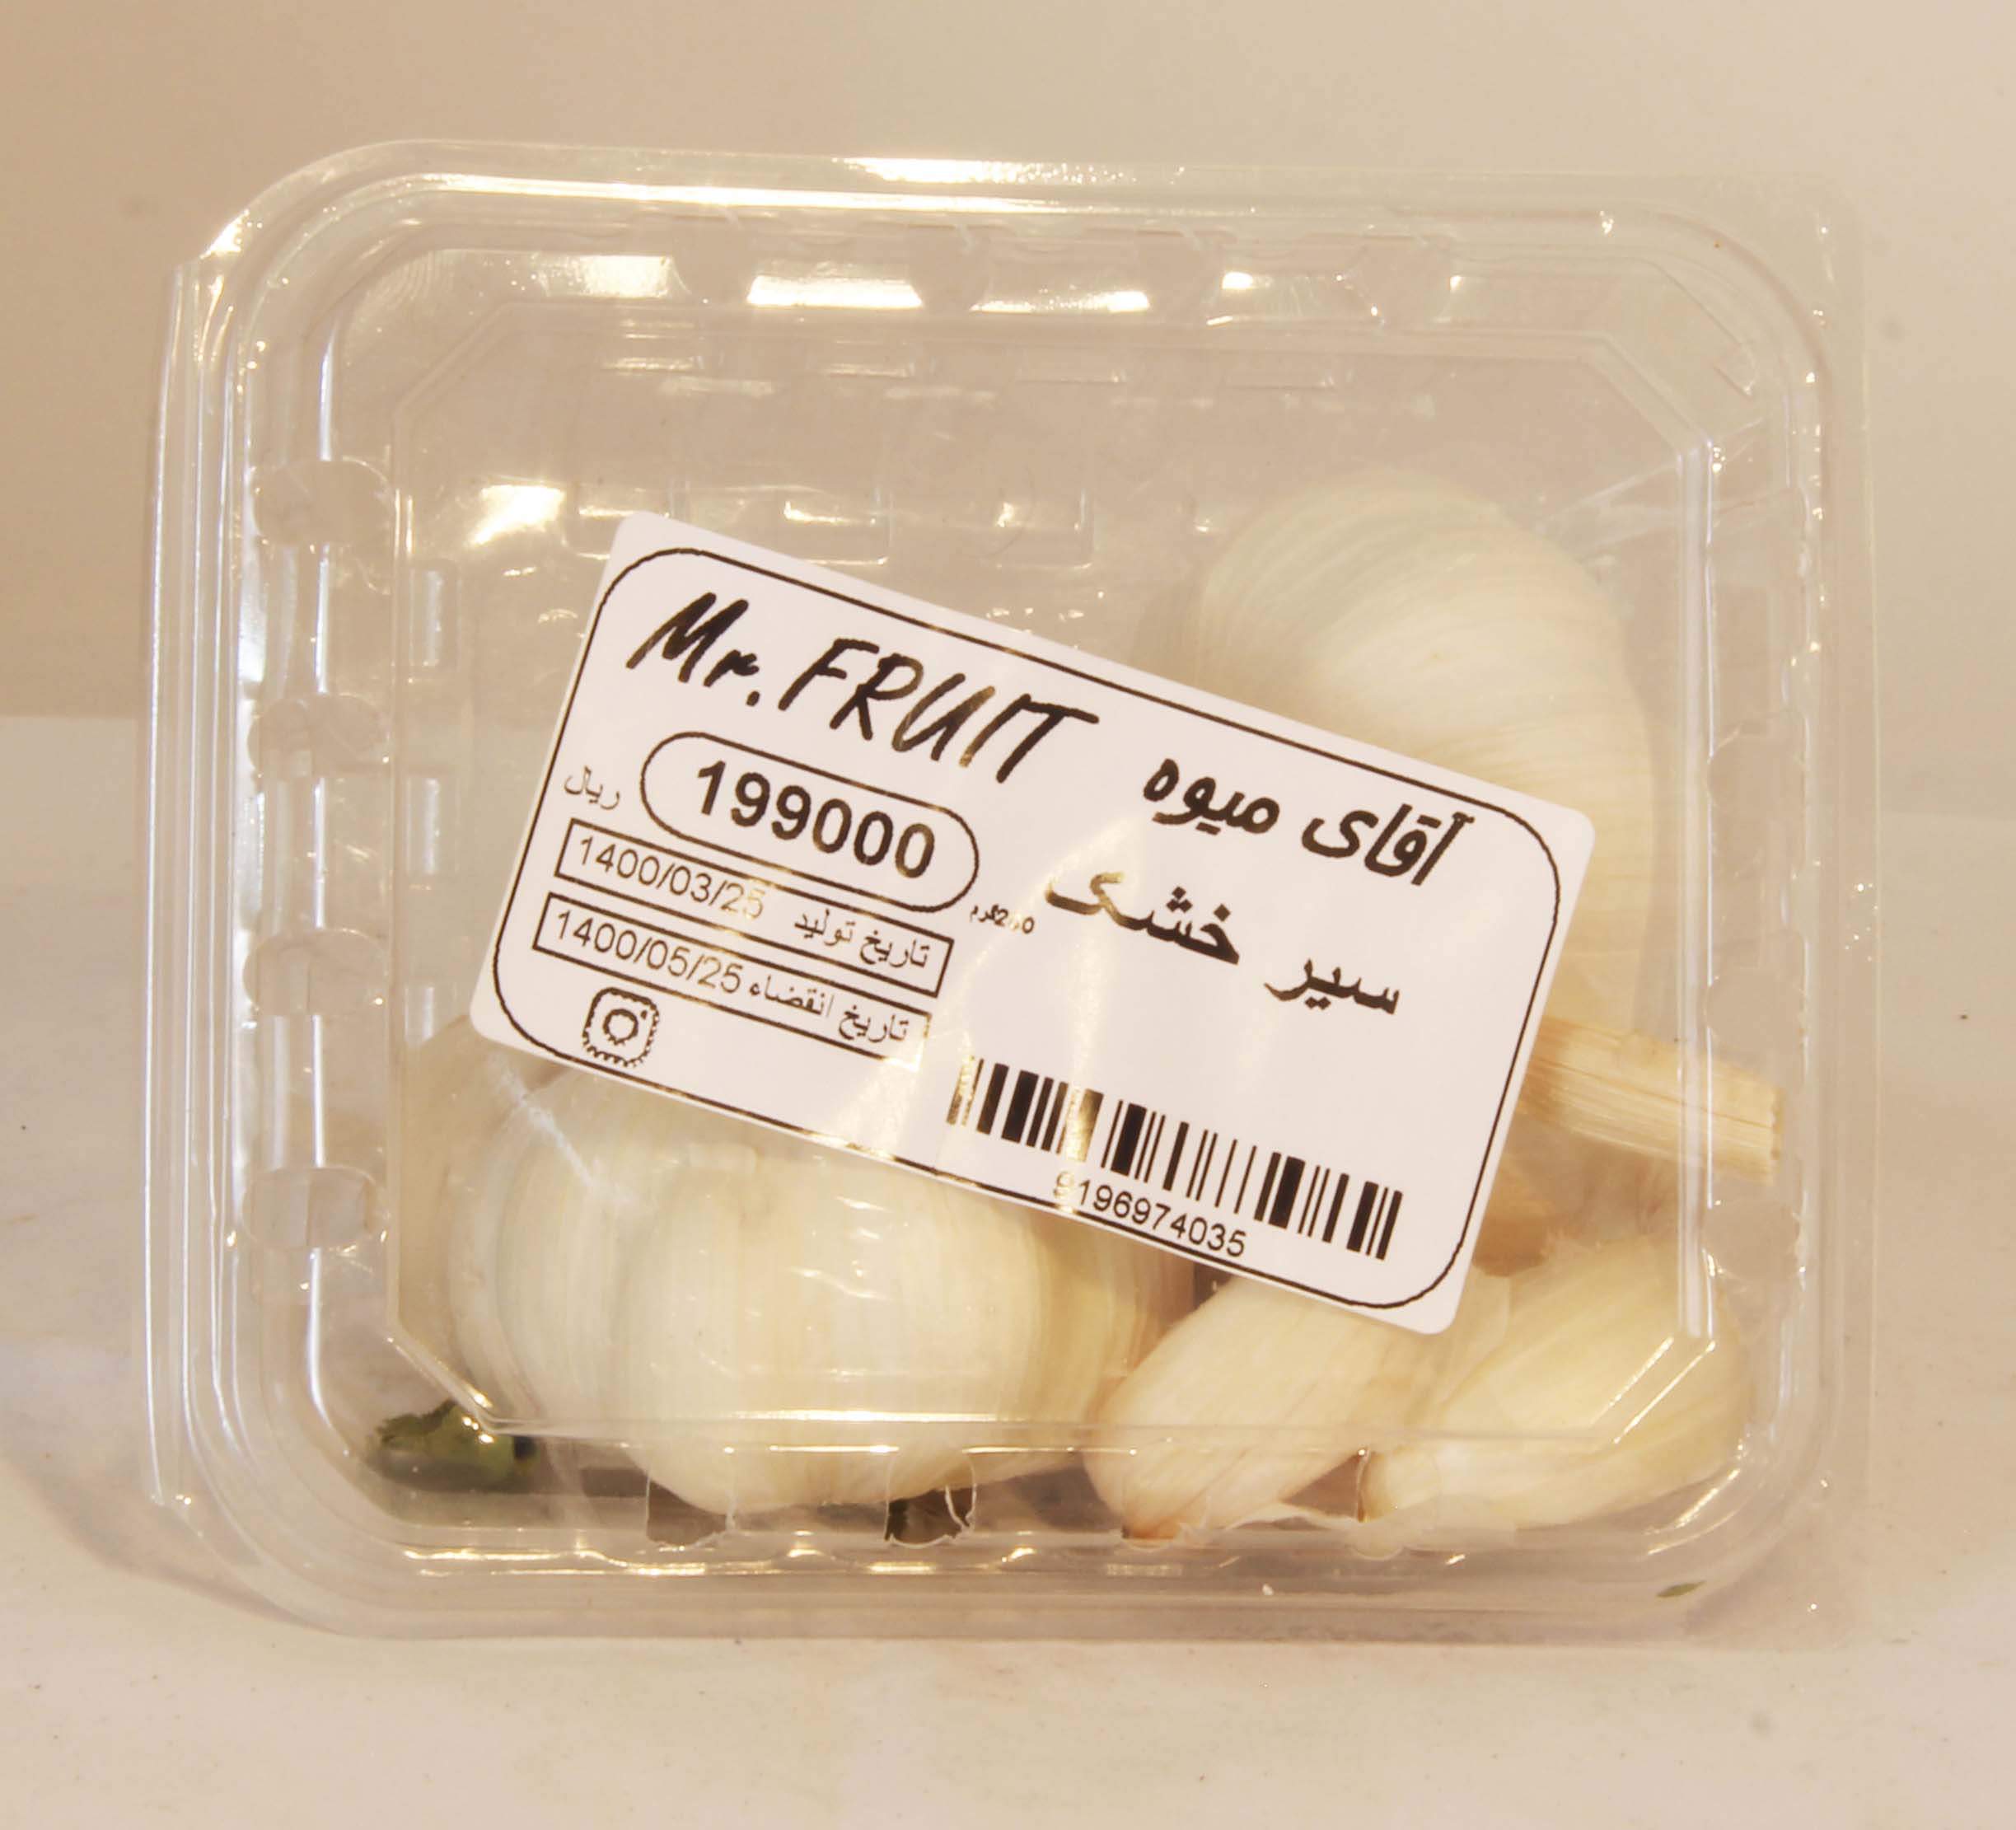 Mr. FRUIT آقای میوه
199000 ریال
سیر خشک
تاریخ تولید 1400/03/25
تاریخ انقضاء 1400/05/25
9196974035